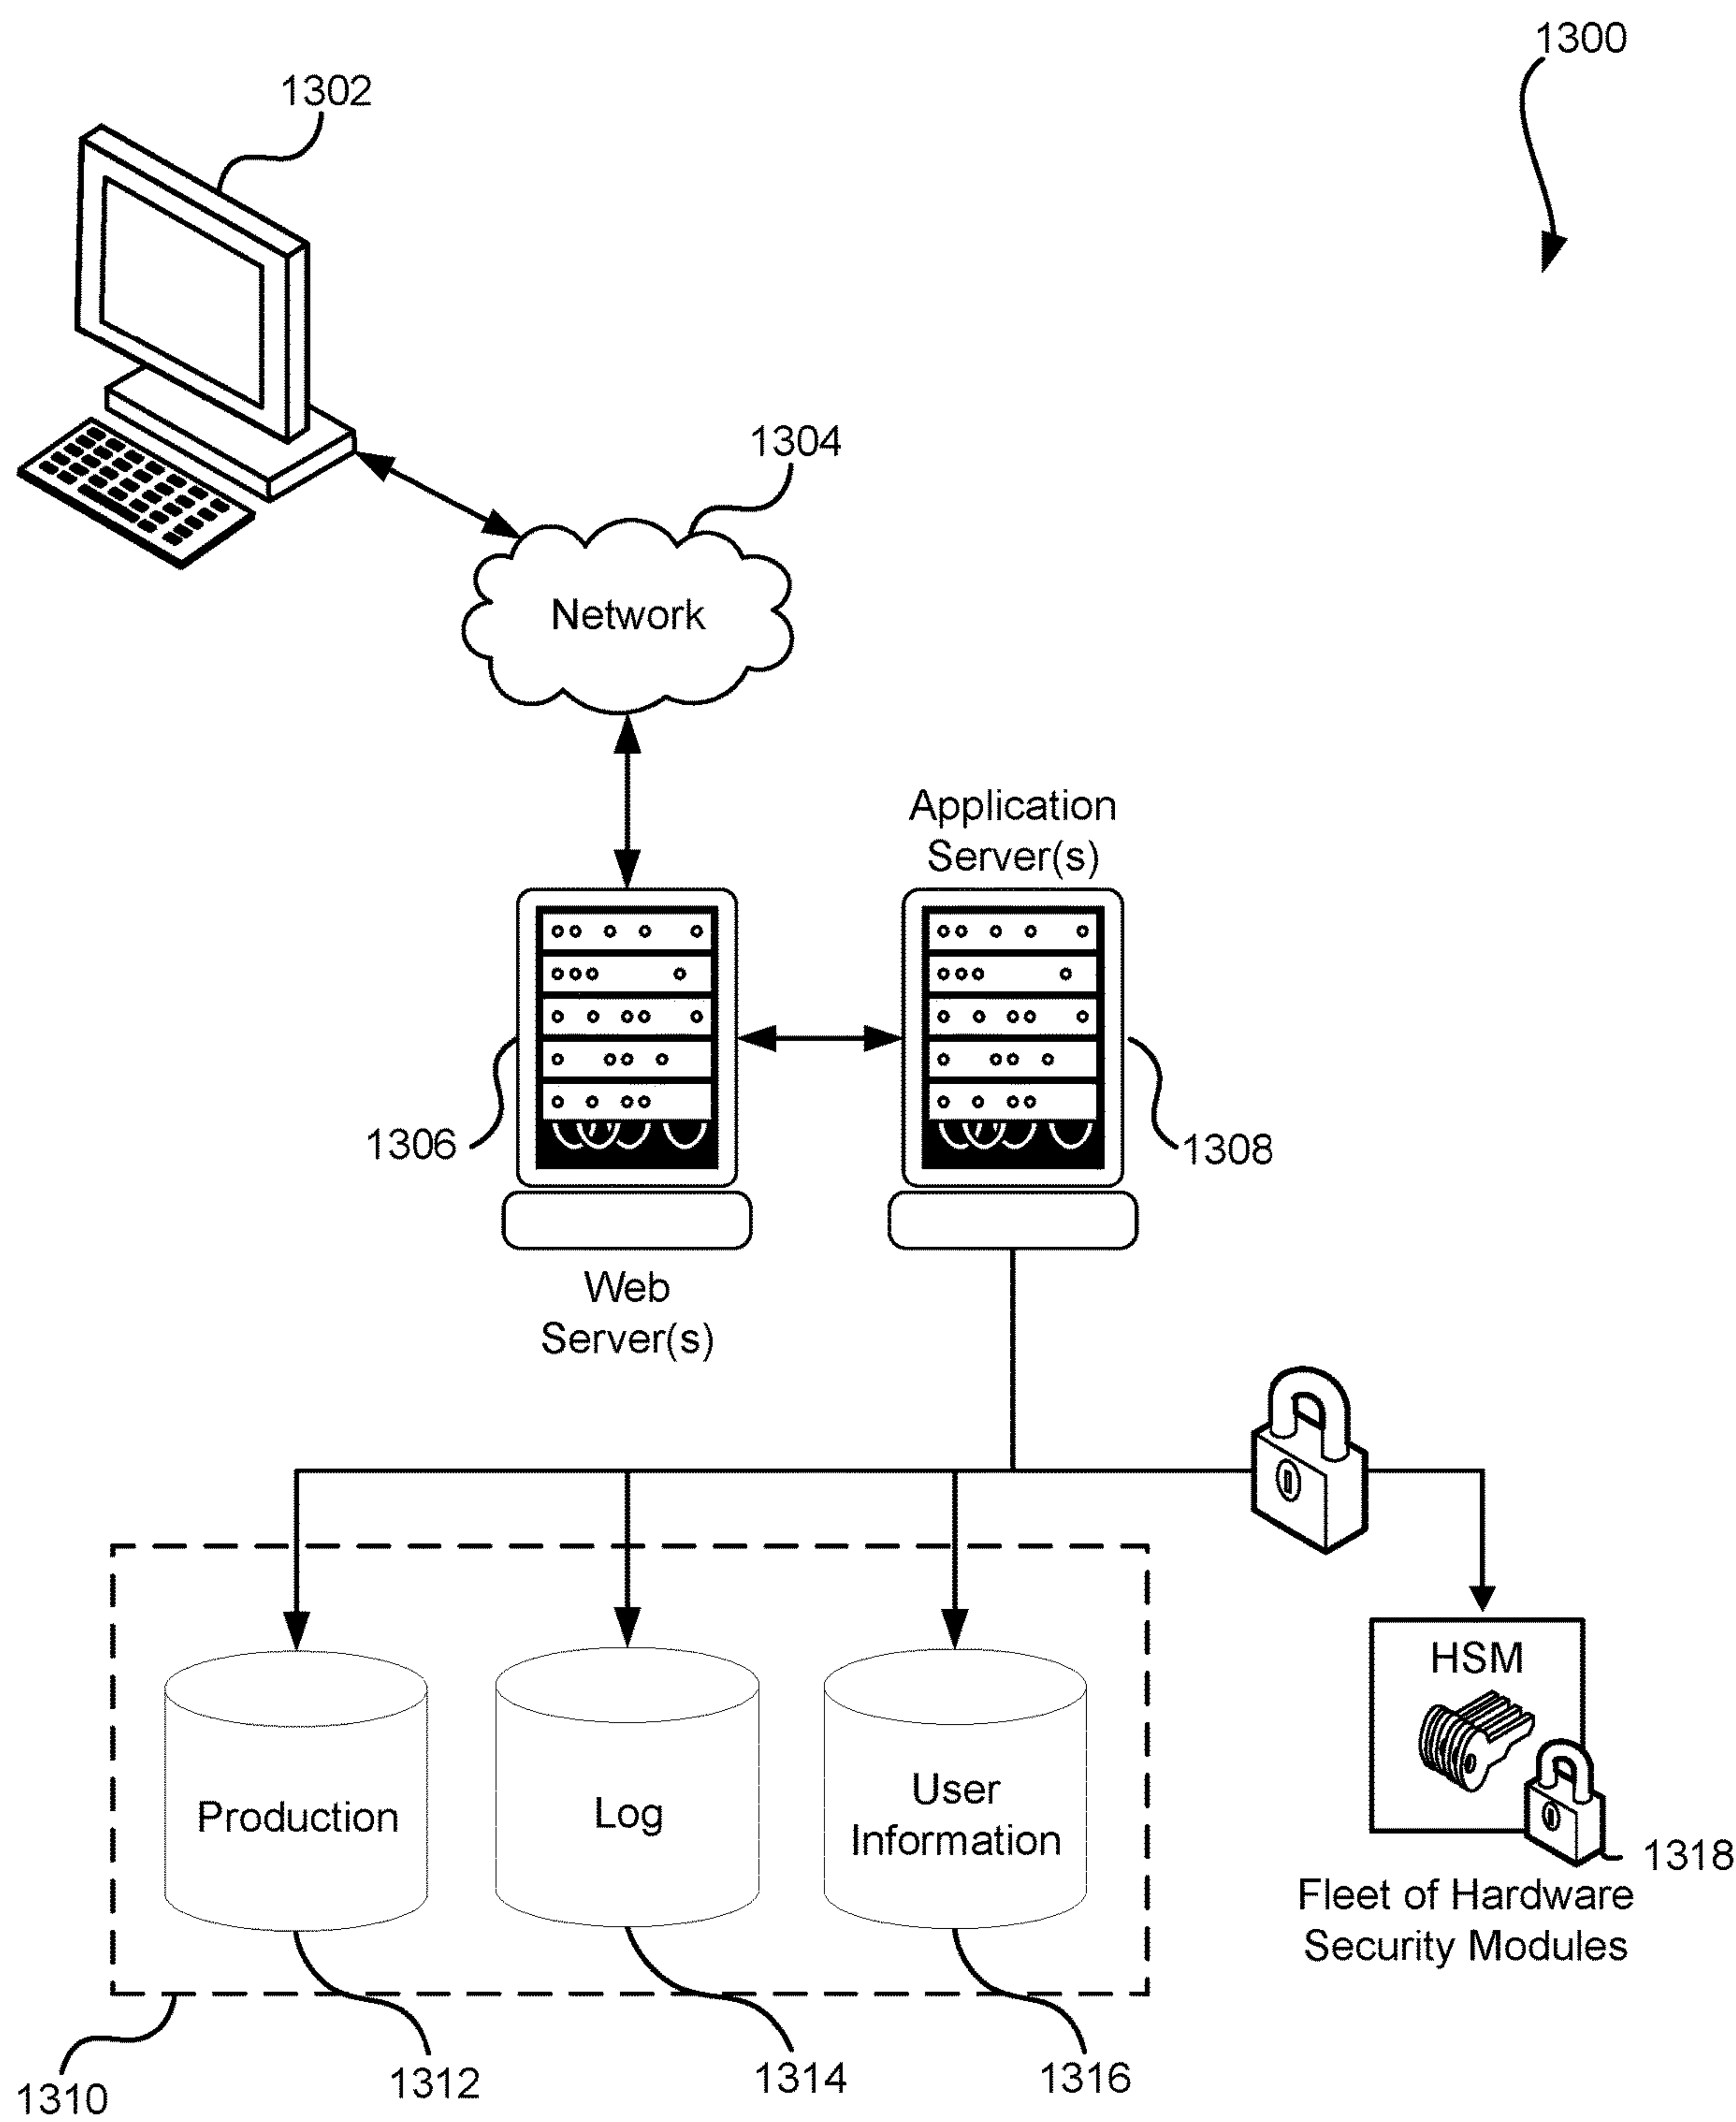 1300
1302
1304
Network
Application
Server(s)
1306
1308
Web
Server(s)
HSM
Production
Log
User
Information
1318
Fleet of Hardware
Security Modules
1310
1312
1314
1316